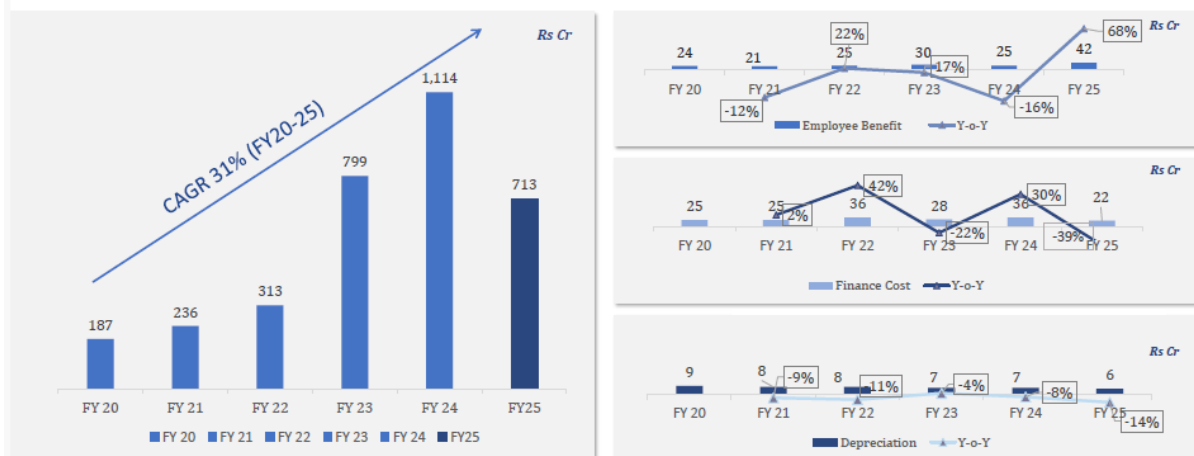 Rs Cr
CAGR 31% (FY20-25)
187
236
313
799
1,114
713
FY 20
FY 21
FY 22
FY 23
FY 24
FY25
FY 20
FY 21
FY 22
FY 23
FY 24
FY25
Rs Cr
24
21
25
30
25
42
22%
17%
68%
-12%
-16%
FY 20
FY 21
FY 22
FY 23
FY 24
FY 25
Employee Benefit
Y-o-Y
Rs Cr
25
25
36
28
36
22
2%
42%
-22%
30%
-39%
FY 20
FY 21
FY 22
FY 23
FY 24
FY 25
Finance Cost
Y-o-Y
Rs Cr
9
8
8
7
7
6
-9%
-11%
-4%
-8%
-14%
FY 20
FY 21
FY 22
FY 23
FY 24
FY 25
Depreciation
Y-o-Y